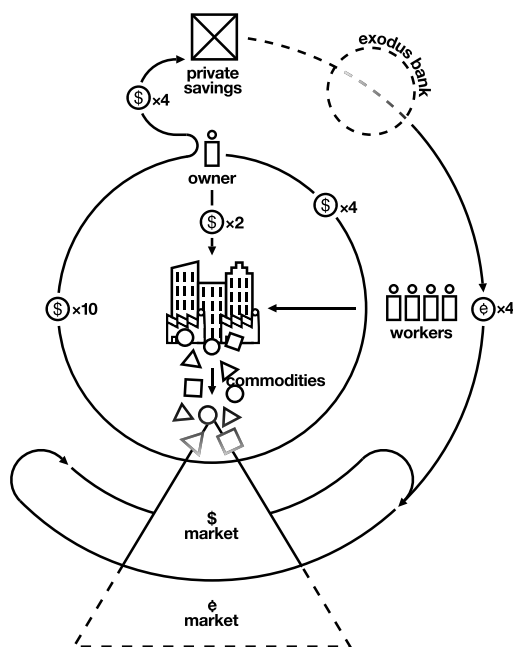 exodus bank
private
savings
$ ×4
owner
$ ×4
$ ×2
$ ×10
workers
ė ×4
commodities
$
market
ė
market